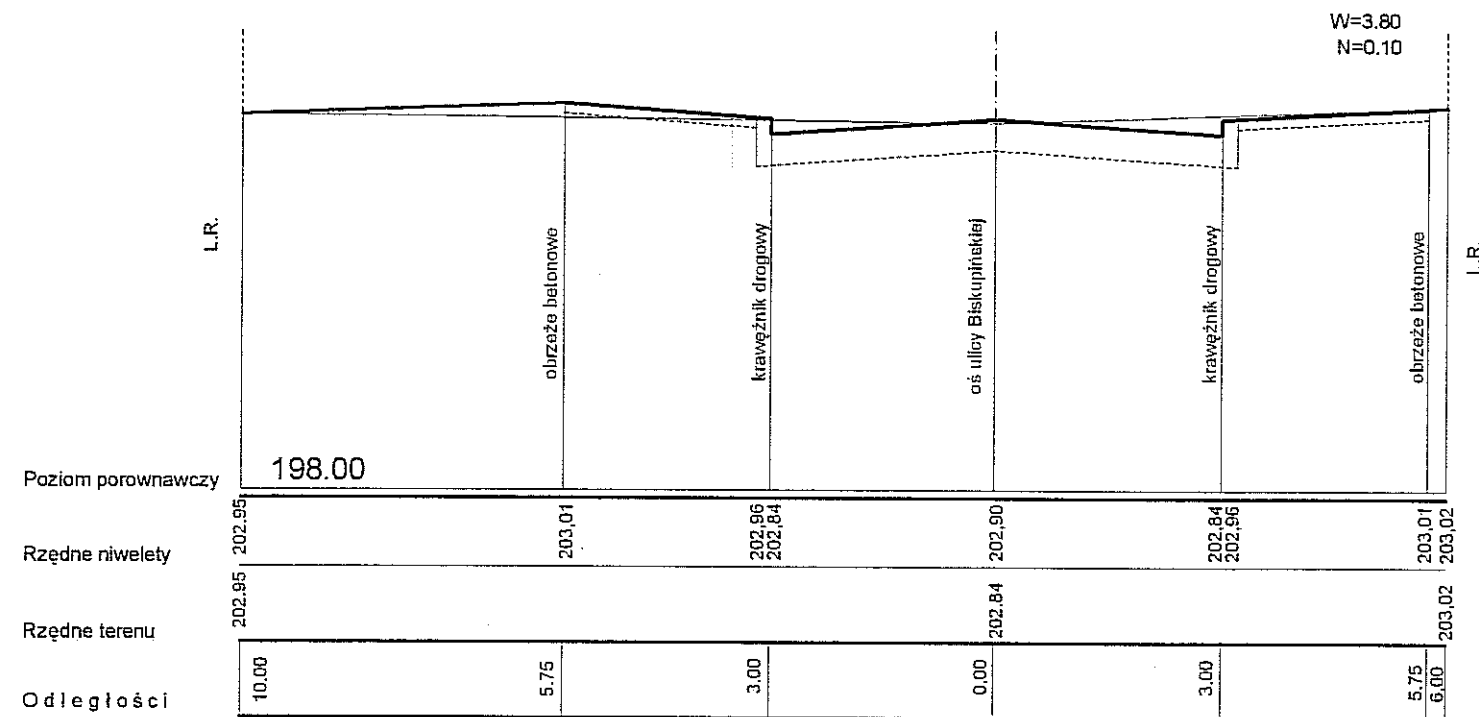 W=3.80
N=0.10
L.R.
obrzeże betonowe
krawężnik drogowy
oś ulicy Biskupińskiej
krawężnik drogowy
obrzeże betonowe
L.R.
Poziom porownawczy
198.00
Rzędne niwelety
202.95
203,01
202,96
202,84
202,90
202,84
202,96
203,01
203,02
Rzędne terenu
202.95
202.84
203,02
Odległości
10.00
5.75
3.00
0,00
3.00
5.75
6,00